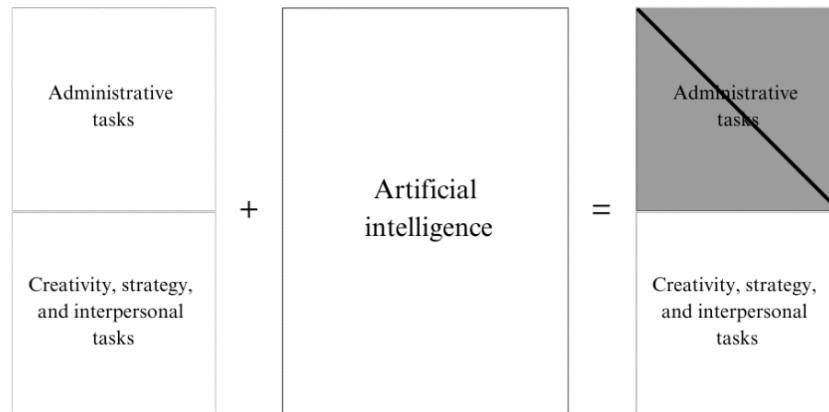 Administrative
tasks
Creativity, strategy,
and interpersonal
tasks
+
Artificial
intelligence
=
Administrative
tasks
Creativity, strategy,
and interpersonal
tasks